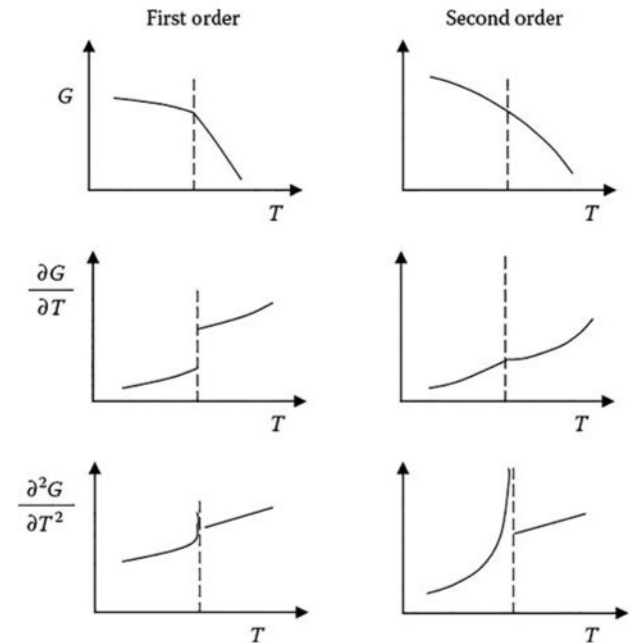 First order
Second order
G
T
T
∂G
∂T
T
T
∂²G
∂T²
T
T